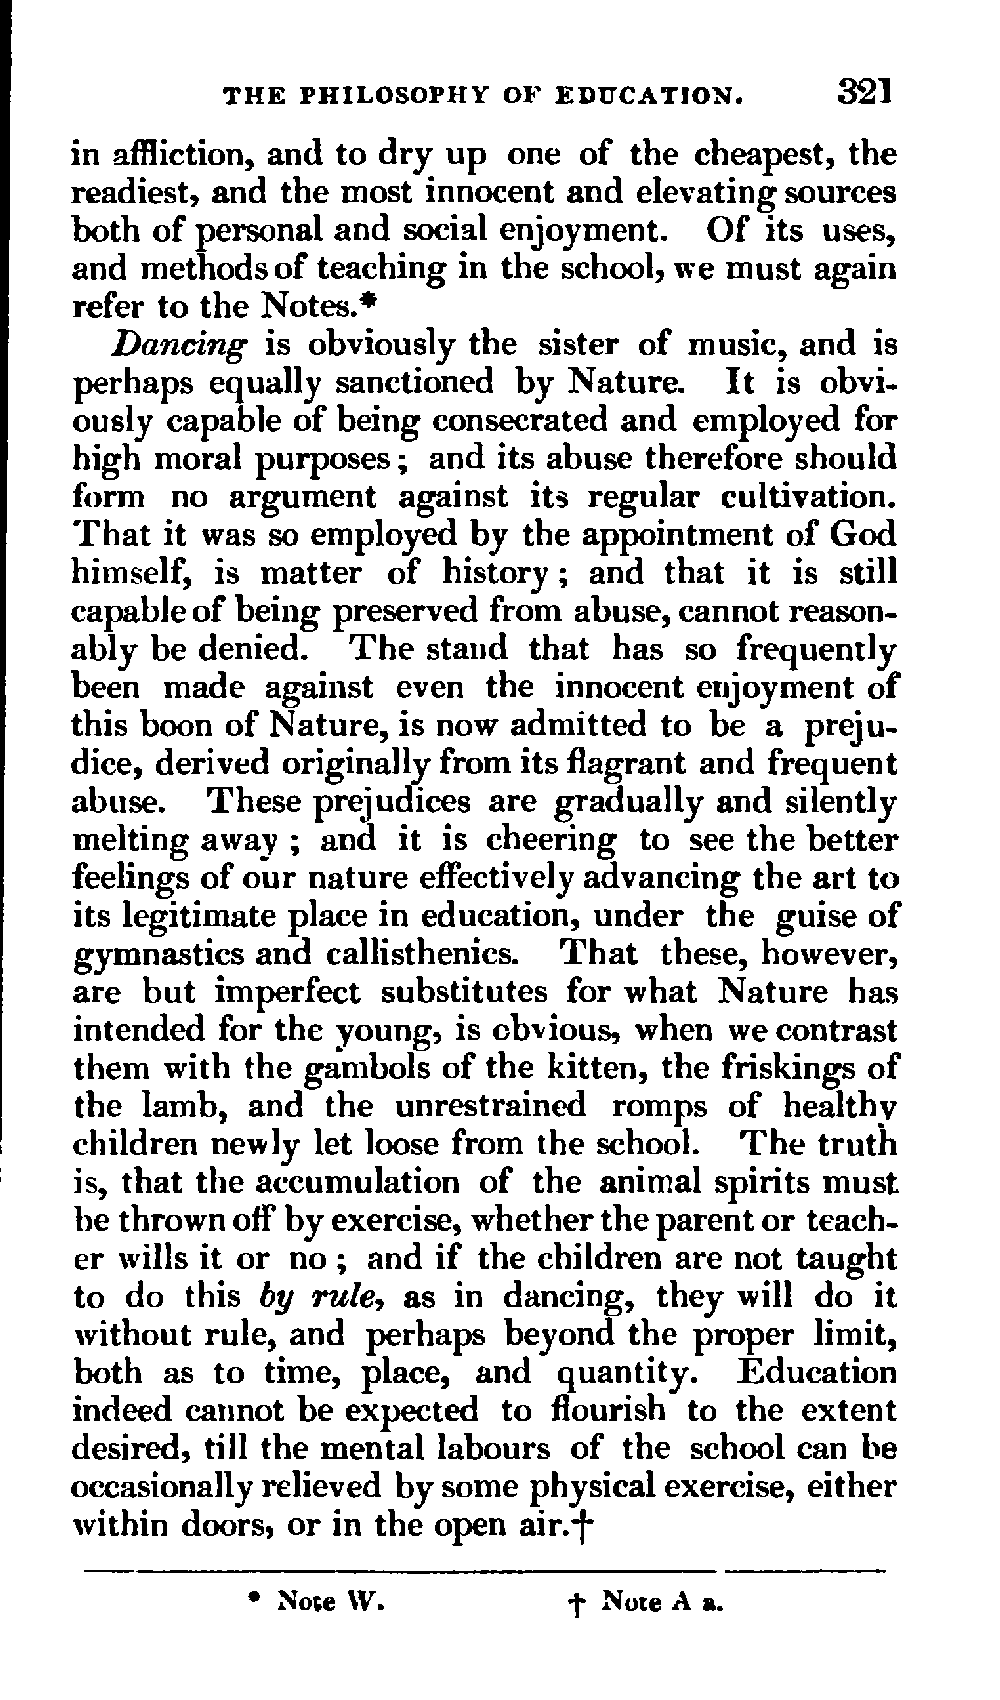 THE PHILOSOPHY OF EDUCATION. 321
in affliction, and to dry up one of the cheapest, the
readiest, and the most innocent and elevating sources
both of personal and social enjoyment. Of its uses,
and methods of teaching in the school, we must again
refer to the Notes.*
Dancing is obviously the sister of music, and is
perhaps equally sanctioned by Nature. It is obvi-
ously capable of being consecrated and employed for
high moral purposes; and its abuse therefore should
form no argument against its regular cultivation.
That it was so employed by the appointment of God
himself, is matter of history; and that it is still
capable of being preserved from abuse, cannot reason-
ably be denied. The stand that has so frequently
been made against even the innocent enjoyment of
this boon of Nature, is now admitted to be a preju-
dice, derived originally from its flagrant and frequent
abuse. These prejudices are gradually and silently
melting away; and it is cheering to see the better
feelings of our nature effectively advancing the art to
its legitimate place in education, under the guise of
gymnastics and callisthenics. That these, however,
are but imperfect substitutes for what Nature has
intended for the young, is obvious, when we contrast
them with the gambols of the kitten, the friskings of
the lamb, and the unrestrained romps of healthy
children newly let loose from the school. The truth
is, that the accumulation of the animal spirits must
be thrown off by exercise, whether the parent or teach-
er wills it or no; and if the children are not taught
to do this by rule, as in dancing, they will do it
without rule, and perhaps beyond the proper limit,
both as to time, place, and quantity. Education
indeed cannot be expected to flourish to the extent
desired, till the mental labours of the school can be
occasionally relieved by some physical exercise, either
within doors, or in the open air.†
* Note W. † Note A a.